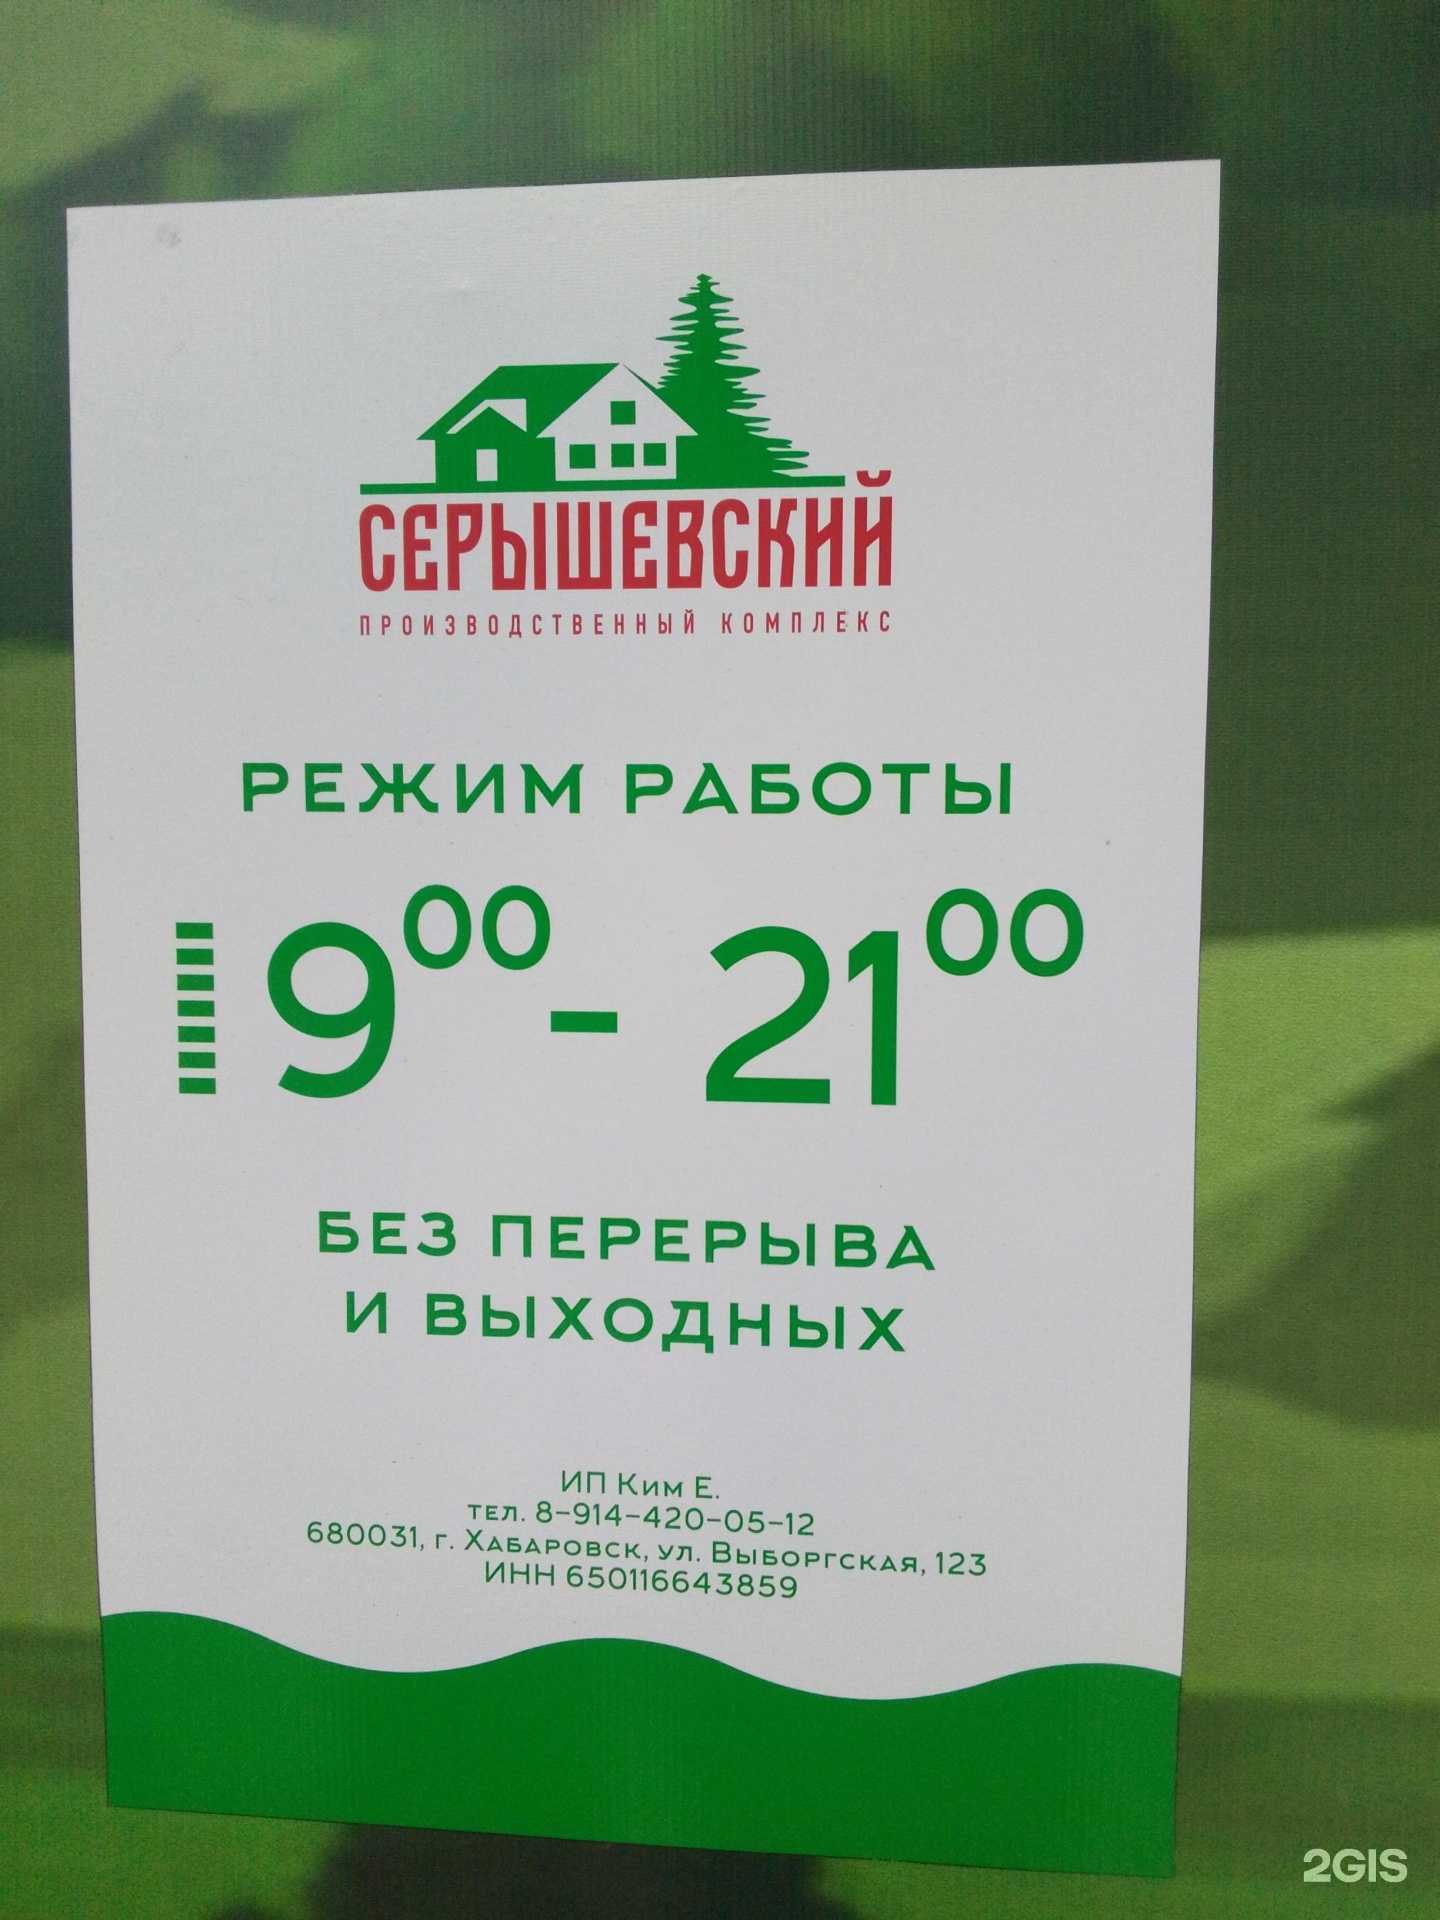 СЕРЫШЕВСКИЙ
ПРОИЗВОДСТВЕННЫЙ КОМПЛЕКС
РЕЖИМ РАБОТЫ
9⁰⁰ - 21⁰⁰
БЕЗ ПЕРЕРЫВА
И ВЫХОДНЫХ
ИП Ким Е.
тел. 8-914-420-05-12
680031, г. Хабаровск, ул. Выборгская, 123
ИНН 650116643859
2GIS